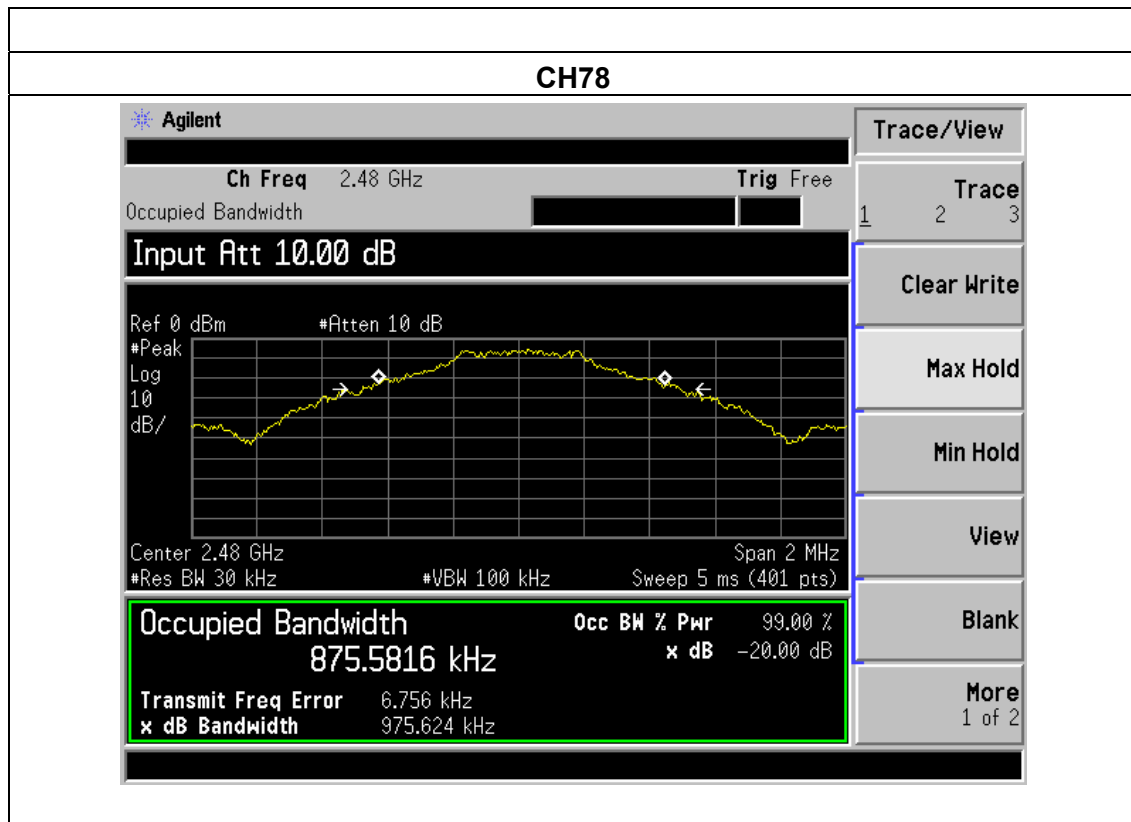 CH78
Agilent
Trace/View
Ch Freq 2.48 GHz Trig Free
Occupied Bandwidth
Trace
1 2 3
Input Att 10.00 dB
Clear Write
Ref 0 dBm #Atten 10 dB
#Peak
Log
10
dB/
Max Hold
Min Hold
View
Center 2.48 GHz Span 2 MHz
#Res BW 30 kHz #VBW 100 kHz Sweep 5 ms (401 pts)
Occupied Bandwidth Occ BW % Pwr 99.00 %
875.5816 kHz x dB -20.00 dB
Blank
Transmit Freq Error 6.756 kHz
x dB Bandwidth 975.624 kHz
More
1 of 2